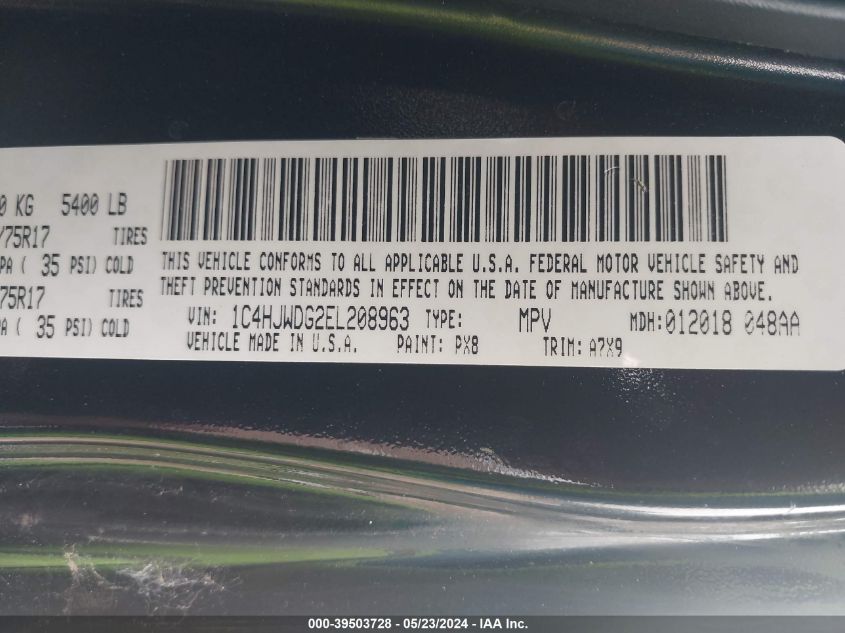 0 KG 5400 LB
/75R17 TIRES
PA ( 35 PSI) COLD
75R17 TIRES
PA ( 35 PSI) COLD
THIS VEHICLE CONFORMS TO ALL APPLICABLE U.S.A. FEDERAL MOTOR VEHICLE SAFETY AND
THEFT PREVENTION STANDARDS IN EFFECT ON THE DATE OF MANUFACTURE SHOWN ABOVE.
VIN: 1C4HJWDG2EL208963 TYPE: MPV MDH:012018 048AA
VEHICLE MADE IN U.S.A. PAINT: PX8 TRIM: A7X9
000-39503728 - 05/23/2024 - IAA Inc.